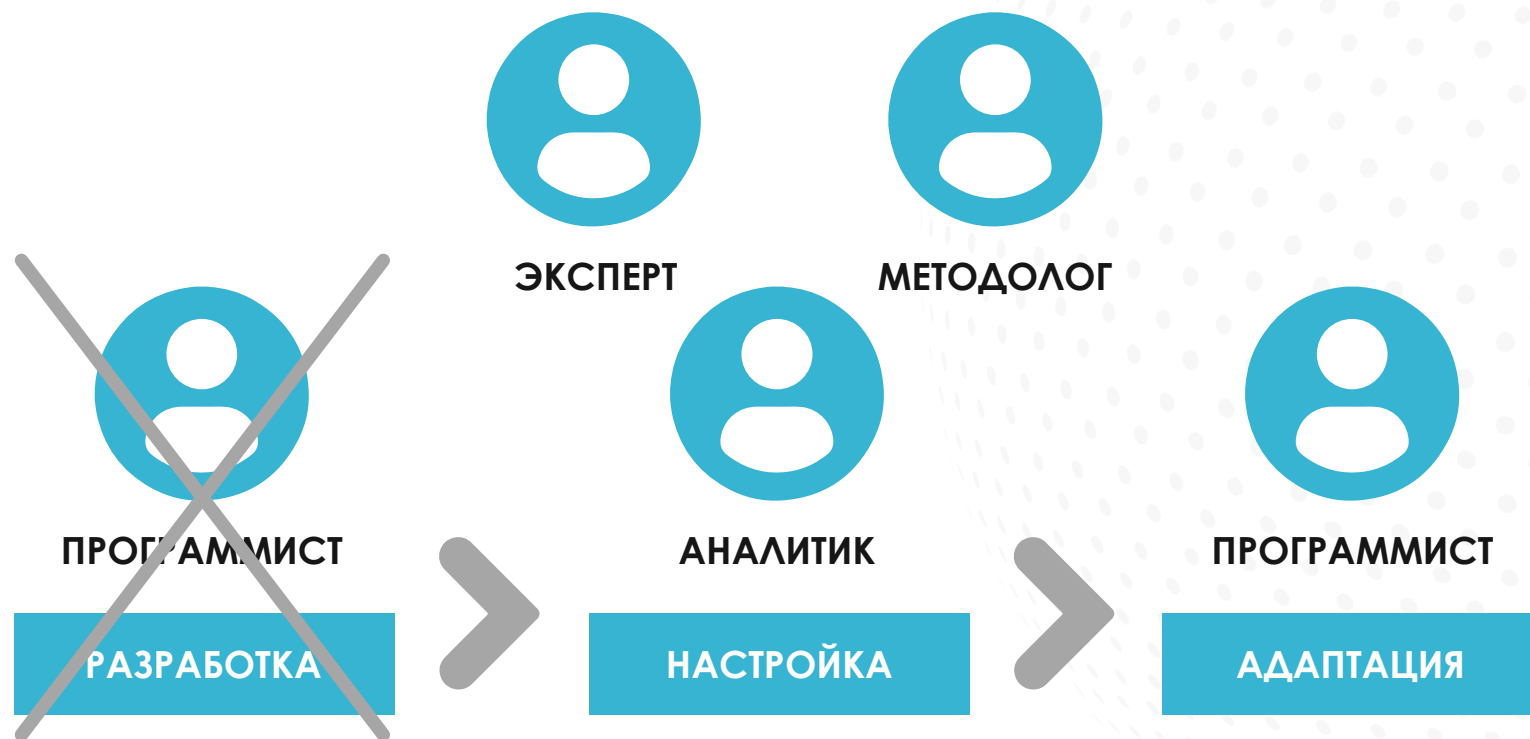 ЭКСПЕРТ
МЕТОДОЛОГ
ПРОГРАММИСТ
АНАЛИТИК
ПРОГРАММИСТ
РАЗРАБОТКА
НАСТРОЙКА
АДАПТАЦИЯ